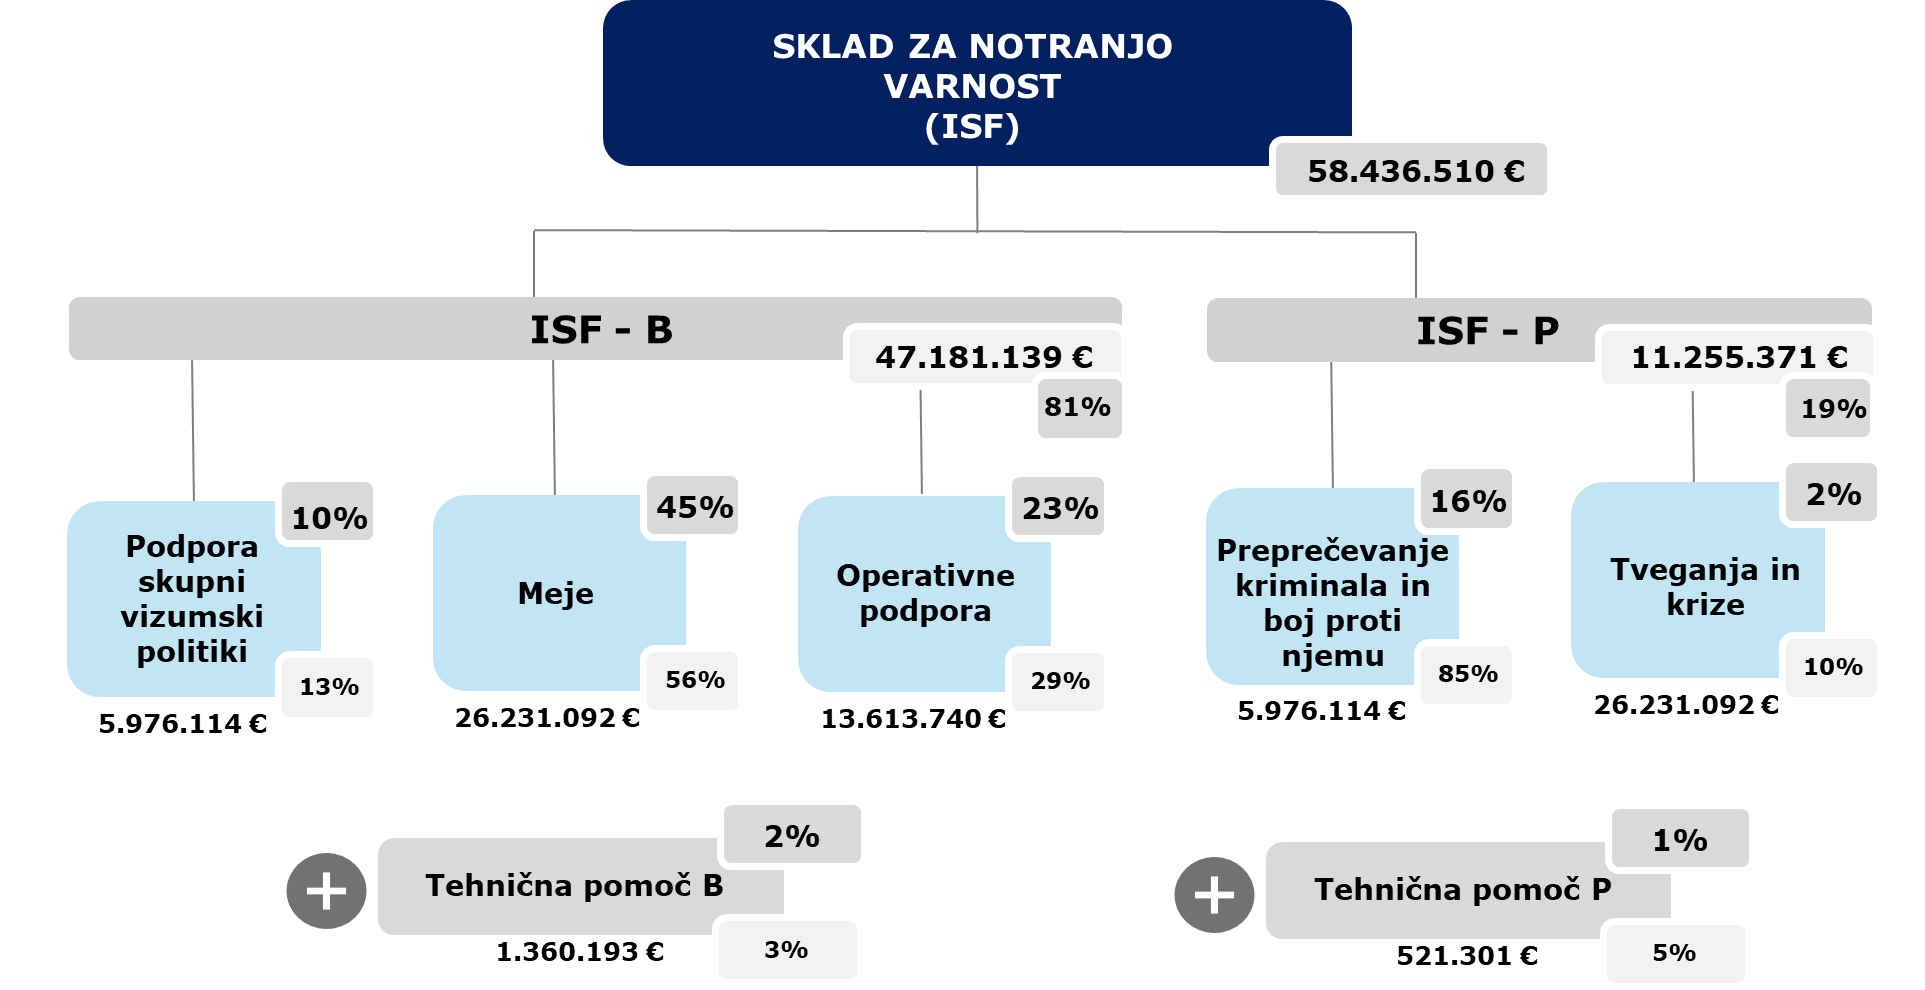 SKLAD ZA NOTRANJO
VARNOST
(ISF)
58.436.510 €
ISF - B
47.181.139 €
81%
ISF - P
11.255.371 €
19%
10%
Podpora
skupni
vizumski
politiki
13%
5.976.114 €
45%
Meje
56%
26.231.092 €
23%
Operativne
podpora
29%
13.613.740 €
16%
Preprečevanje
kriminala in
boj proti
njemu
85%
5.976.114 €
2%
Tveganja in
krize
10%
26.231.092 €
2%
Tehnična pomoč B
3%
1.360.193 €
1%
Tehnična pomoč P
5%
521.301 €